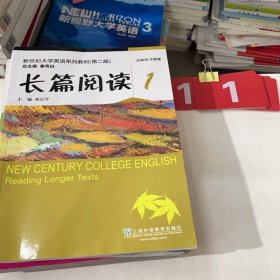 NEW HORIZON
新视野大学英语 3
新世纪大学英语系列教材(第二版)
总主编 秦秀白
长篇阅读 1
NEW CENTURY COLLEGE ENGLISH
Reading Longer Texts
上海外语教育出版社
1 1